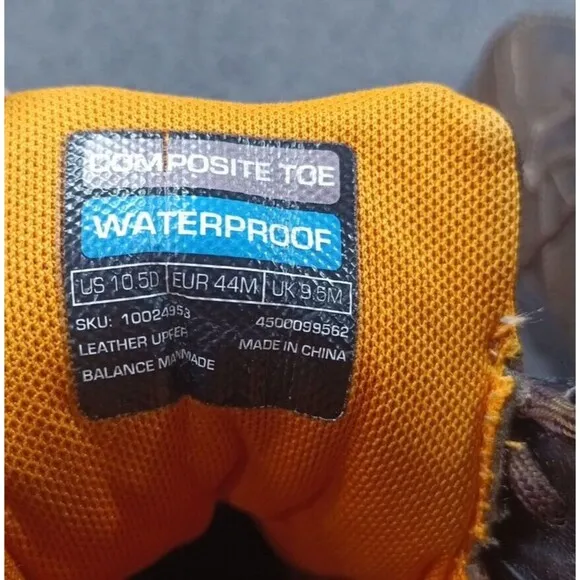 COMPOSITE TOE
WATERPROOF
US 10.5D EUR 44M UK 9.5M
SKU: 10024953 4500099562
LEATHER UPPER MADE IN CHINA
BALANCE MANMADE